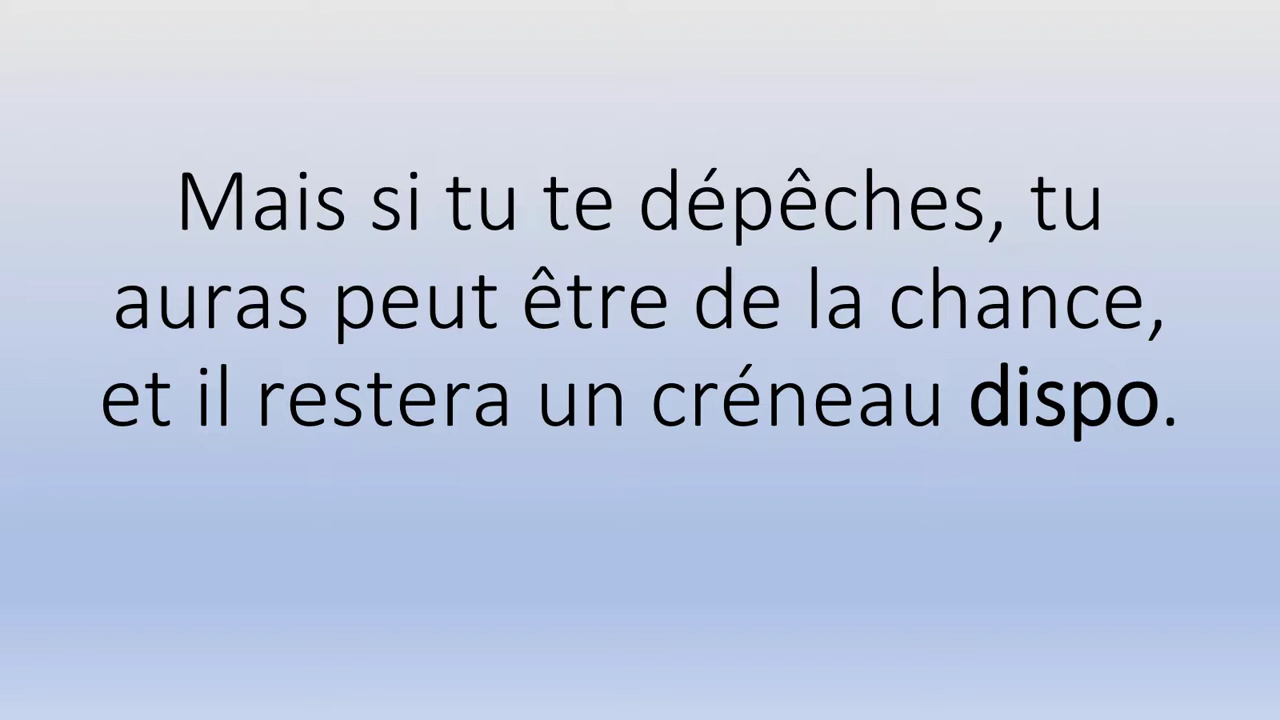 Mais si tu te dépêches, tu
auras peut être de la chance,
et il restera un créneau dispo.